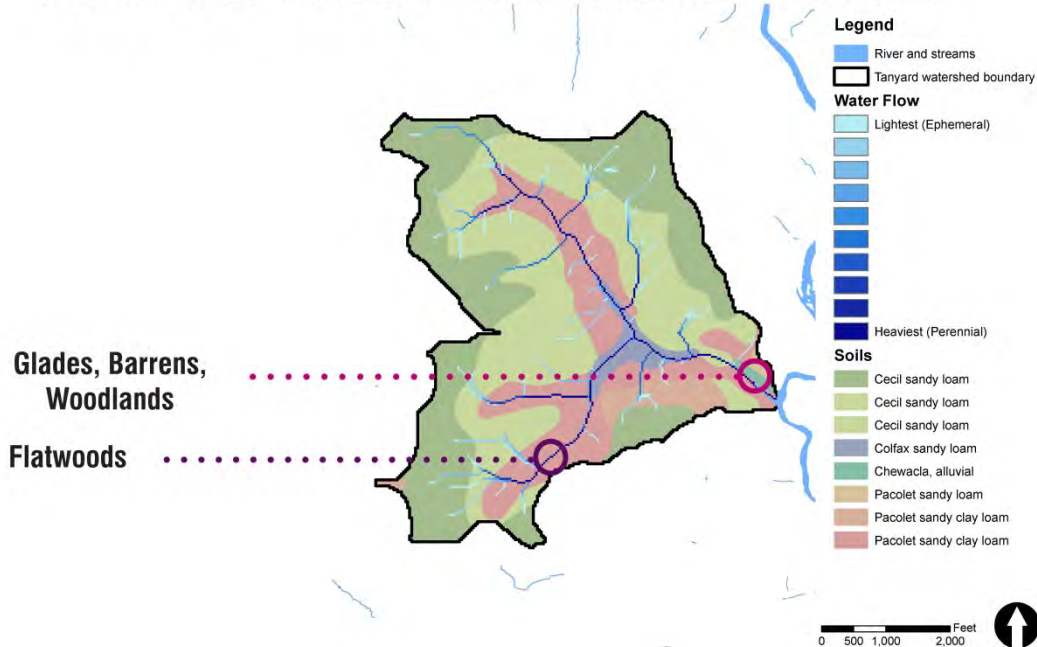 Legend
River and streams
Tanyard watershed boundary
Water Flow
Lightest (Ephemeral)
Heaviest (Perennial)
Soils
Cecil sandy loam
Cecil sandy loam
Cecil sandy loam
Colfax sandy loam
Chewacla, alluvial
Pacolet sandy loam
Pacolet sandy clay loam
Pacolet sandy clay loam
Glades, Barrens,
Woodlands
Flatwoods
Feet
0 500 1,000 2,000